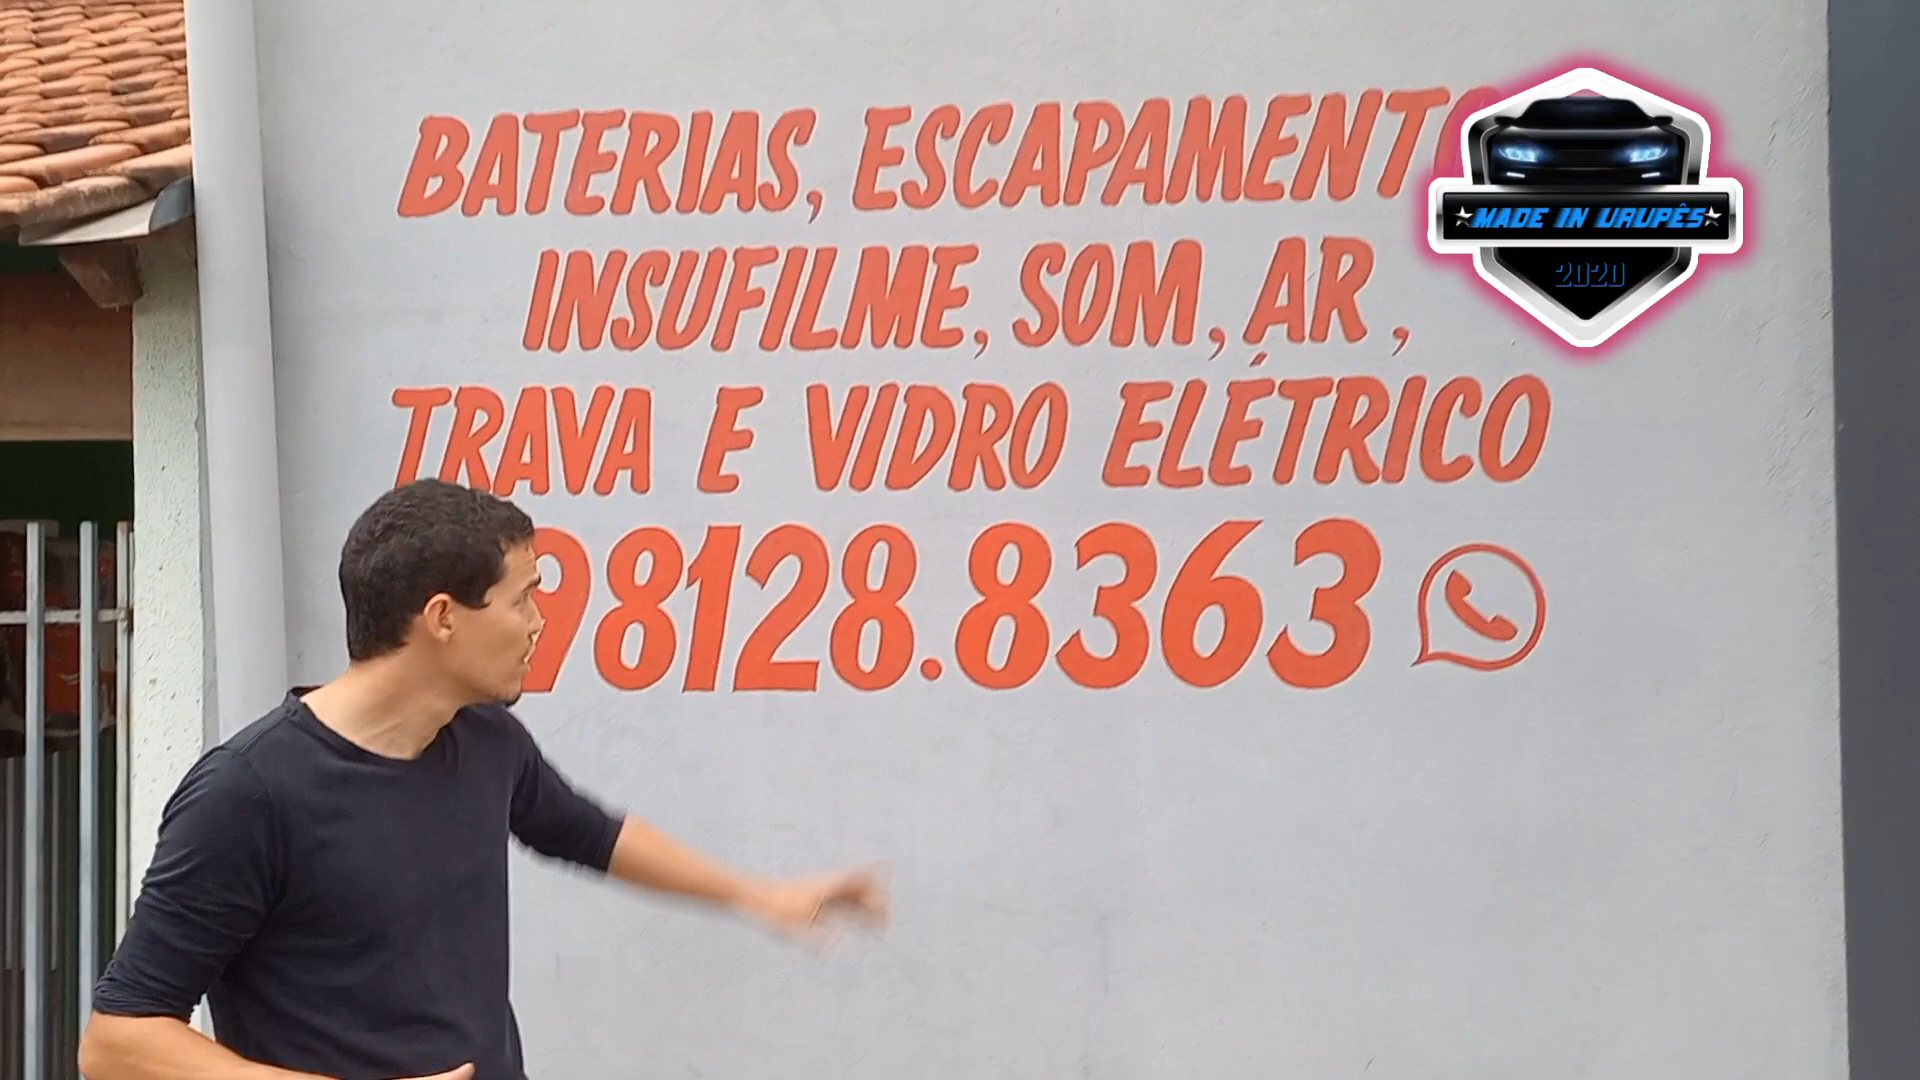 BATERIAS, ESCAPAMENTO
INSUFILME, SOM, AR,
TRAVA E VIDRO ELÉTRICO
98128.8363
MADE IN URUPÊS
2020